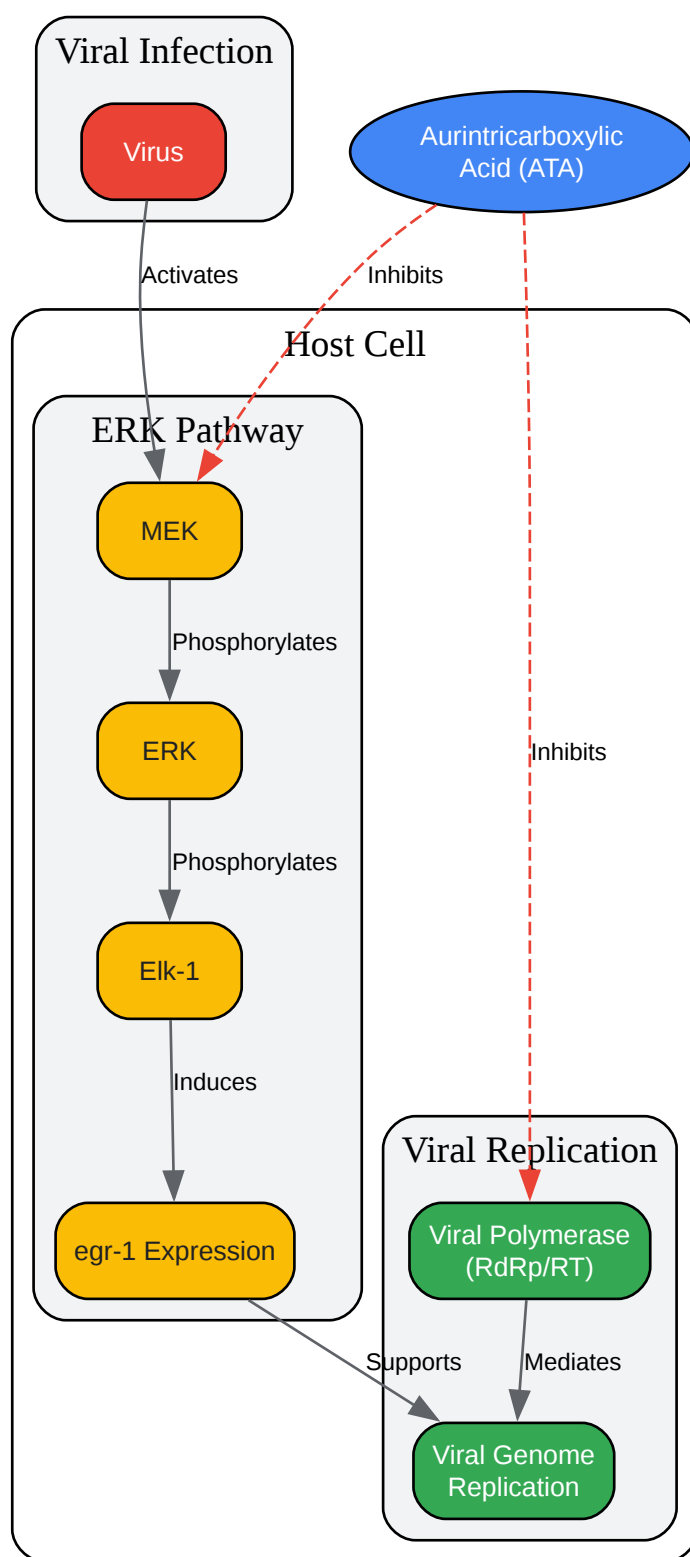 Viral Infection
Virus
Aurintricarboxylic
Acid (ATA)
Activates
Inhibits
Host Cell
ERK Pathway
MEK
Phosphorylates
ERK
Inhibits
Phosphorylates
Elk-1
Induces
Viral Replication
egr-1 Expression
Viral Polymerase
(RdRp/RT)
Supports
Mediates
Viral Genome
Replication